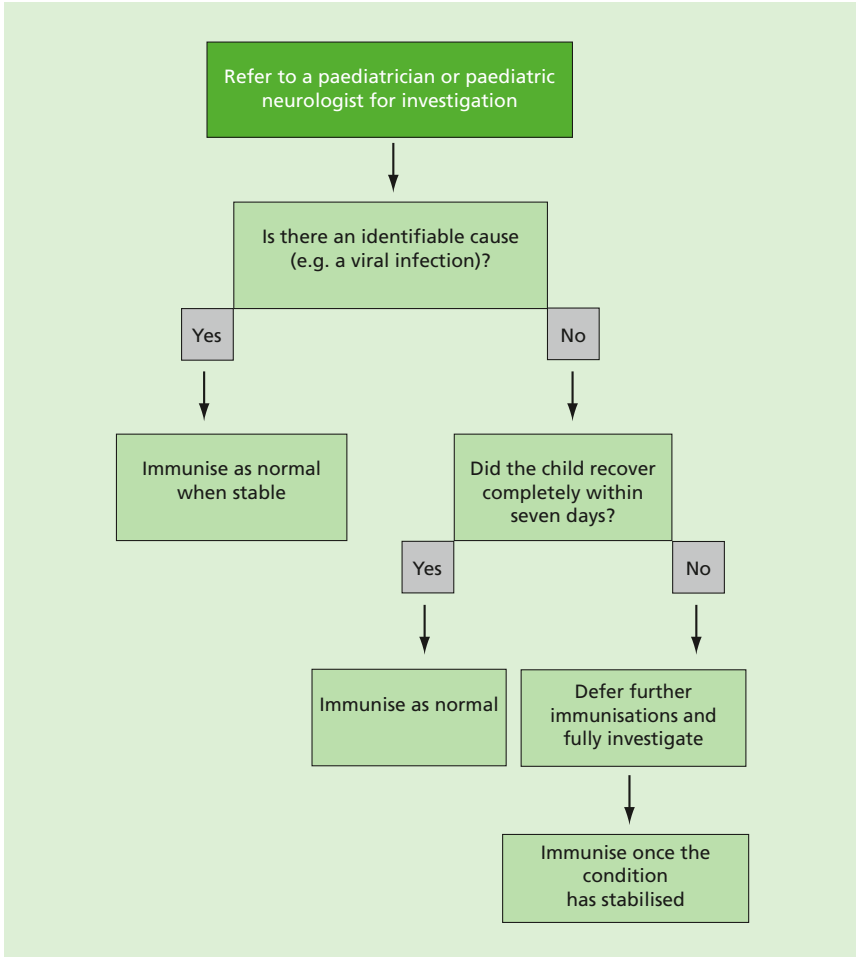 Refer to a paediatrician or paediatric
neurologist for investigation
Is there an identifiable cause
(e.g. a viral infection)?
Yes
No
Immunise as normal
when stable
Did the child recover
completely within
seven days?
Yes
No
Immunise as normal
Defer further
immunisations and
fully investigate
Immunise once the
condition
has stabilised